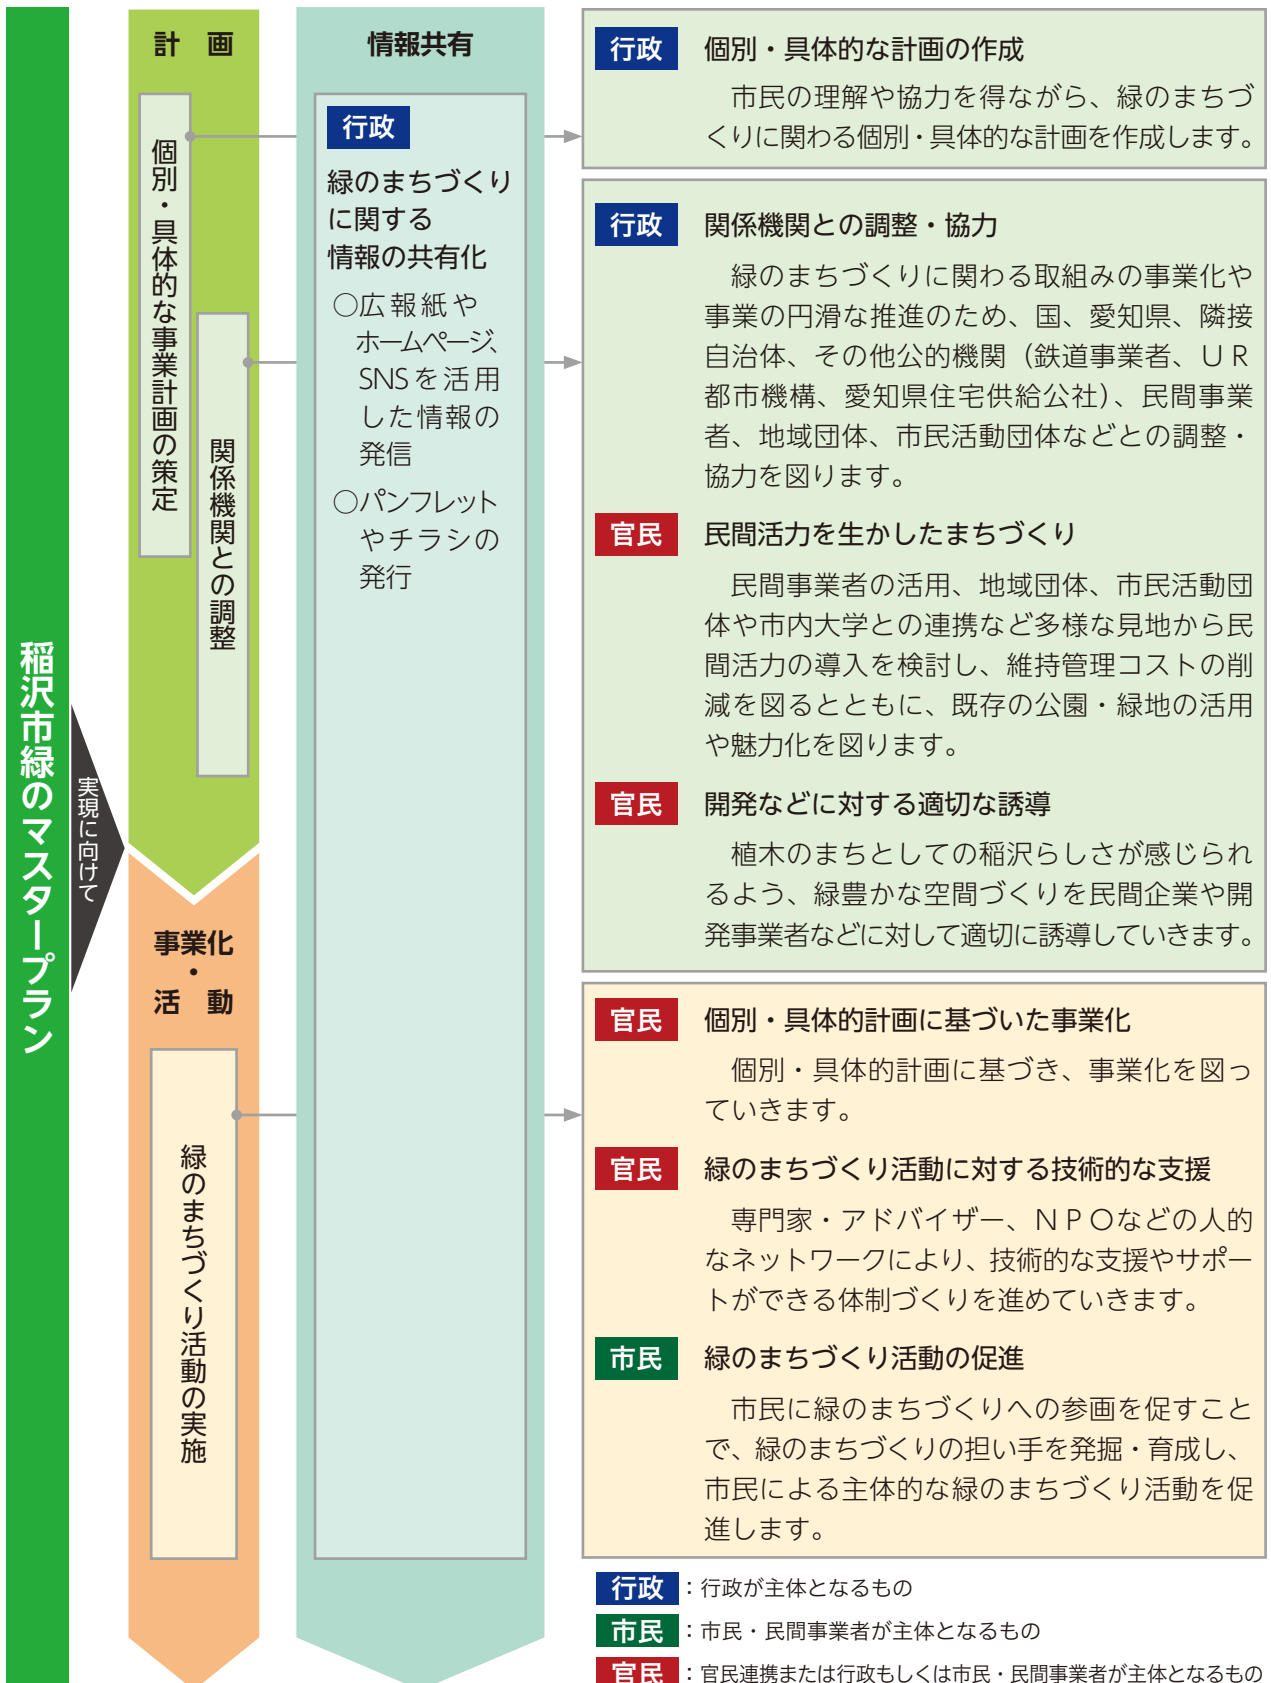 稲沢市緑のマスタープラン
実現に向けて
計　画
個別・具体的な事業計画の策定
関係機関との調整
事業化
・
活　動
緑のまちづくり活動の実施
情報共有
行政
緑のまちづくり
に関する
情報の共有化
○広報紙や
ホームページ、
SNSを活用
した情報の
発信
○パンフレット
やチラシの
発行
行政　個別・具体的な計画の作成
市民の理解や協力を得ながら、緑のまちづ
くりに関わる個別・具体的な計画を作成します。
行政　関係機関との調整・協力
緑のまちづくりに関わる取組みの事業化や
事業の円滑な推進のため、国、愛知県、隣接
自治体、その他公的機関（鉄道事業者、ＵＲ
都市機構、愛知県住宅供給公社）、民間事業
者、地域団体、市民活動団体などとの調整・
協力を図ります。
官民　民間活力を生かしたまちづくり
民間事業者の活用、地域団体、市民活動団
体や市内大学との連携など多様な見地から民
間活力の導入を検討し、維持管理コストの削
減を図るとともに、既存の公園・緑地の活用
や魅力化を図ります。
官民　開発などに対する適切な誘導
植木のまちとしての稲沢らしさが感じられ
るよう、緑豊かな空間づくりを民間企業や開
発事業者などに対して適切に誘導していきます。
官民　個別・具体的計画に基づいた事業化
個別・具体的計画に基づき、事業化を図っ
ていきます。
官民　緑のまちづくり活動に対する技術的な支援
専門家・アドバイザー、ＮＰＯなどの人的
なネットワークにより、技術的な支援やサポー
トができる体制づくりを進めていきます。
市民　緑のまちづくり活動の促進
市民に緑のまちづくりへの参画を促すこと
で、緑のまちづくりの担い手を発掘・育成し、
市民による主体的な緑のまちづくり活動を促
進します。
行政：行政が主体となるもの
市民：市民・民間事業者が主体となるもの
官民：官民連携または行政もしくは市民・民間事業者が主体となるもの